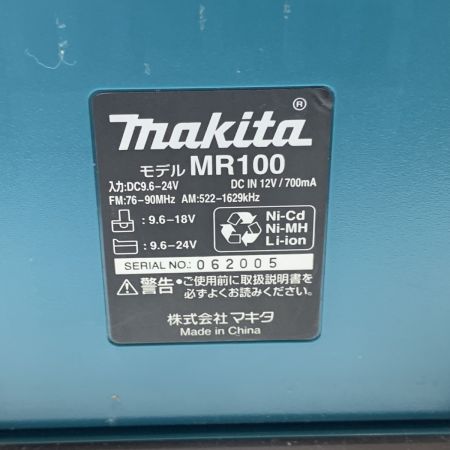 makita®
モデル MR100
入力:DC9.6-24V DC IN 12V/700mA
FM:76-90MHz AM:522-1629kHz
:9.6-18V
:9.6-24V
Ni-Cd
Ni-MH
Li-ion
SERIAL NO.: 062005
⚠警告 •ご使用前に取扱説明書を
必ずよくお読みください。
株式会社 マキタ
Made in China